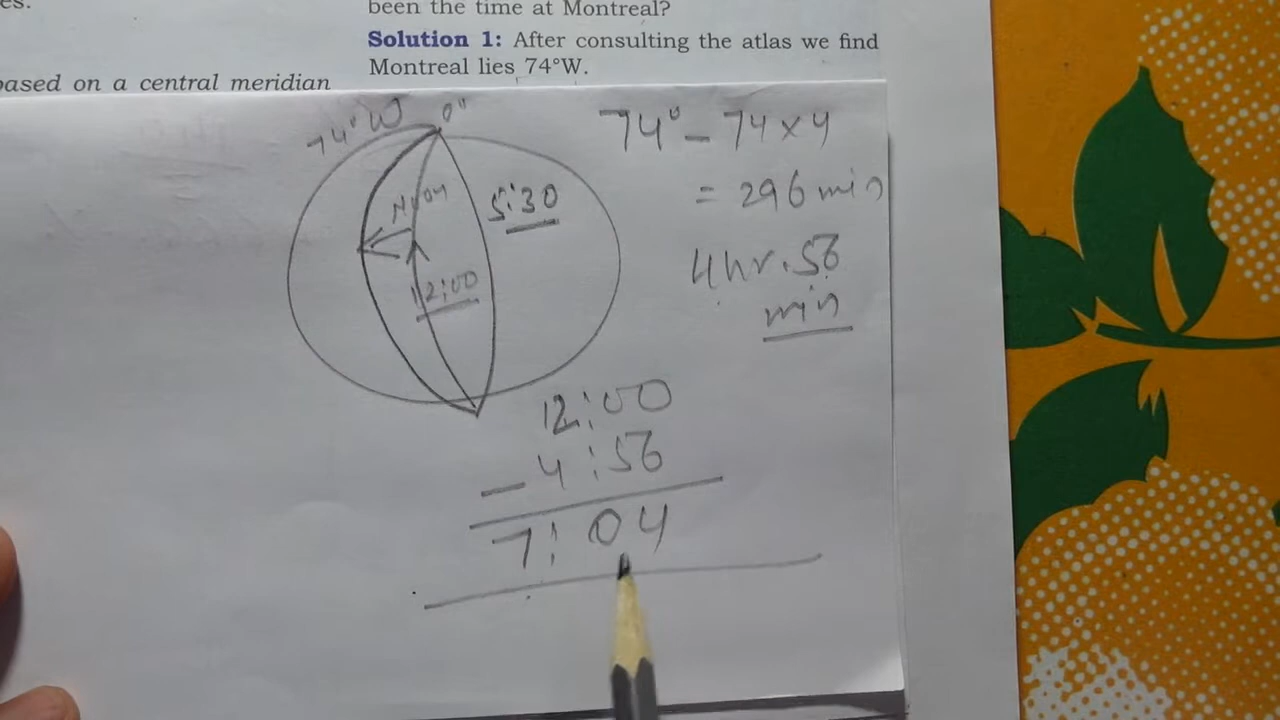 es.
been the time at Montreal?
Solution 1: After consulting the atlas we find
Montreal lies 74°W.
based on a central meridian
74°W 0°
74° - 74 x 4
= 296 min
4 hr. 56
min
Noon
5:30
12:00
12:00
- 4:56
7:04